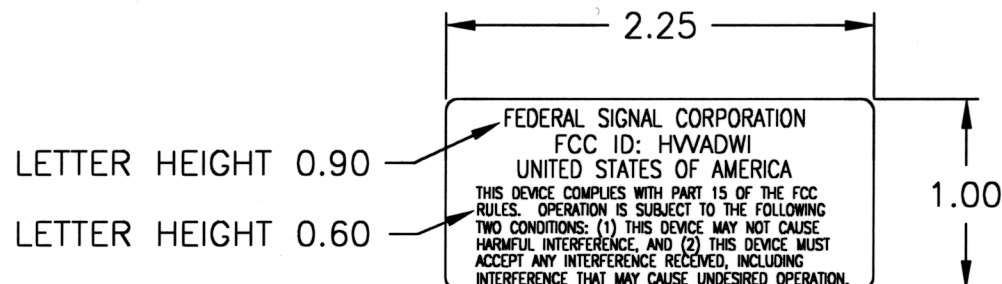 2.25
FEDERAL SIGNAL CORPORATION
FCC ID: HWADWI
UNITED STATES OF AMERICA
THIS DEVICE COMPLIES WITH PART 15 OF THE FCC
RULES. OPERATION IS SUBJECT TO THE FOLLOWING
TWO CONDITIONS: (1) THIS DEVICE MAY NOT CAUSE
HARMFUL INTERFERENCE, AND (2) THIS DEVICE MUST
ACCEPT ANY INTERFERENCE RECEIVED, INCLUDING
INTERFERENCE THAT MAY CAUSE UNDESIRED OPERATION.
LETTER HEIGHT 0.90
LETTER HEIGHT 0.60
1.00